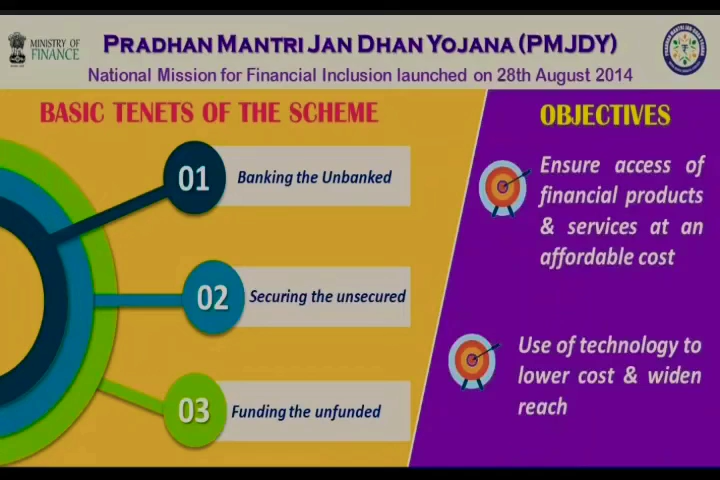 MINISTRY OF
FINANCE
PRADHAN MANTRI JAN DHAN YOJANA (PMJDY)
National Mission for Financial Inclusion launched on 28th August 2014
BASIC TENETS OF THE SCHEME
01 Banking the Unbanked
02 Securing the unsecured
03 Funding the unfunded
OBJECTIVES
Ensure access of
financial products
& services at an
affordable cost
Use of technology to
lower cost & widen
reach